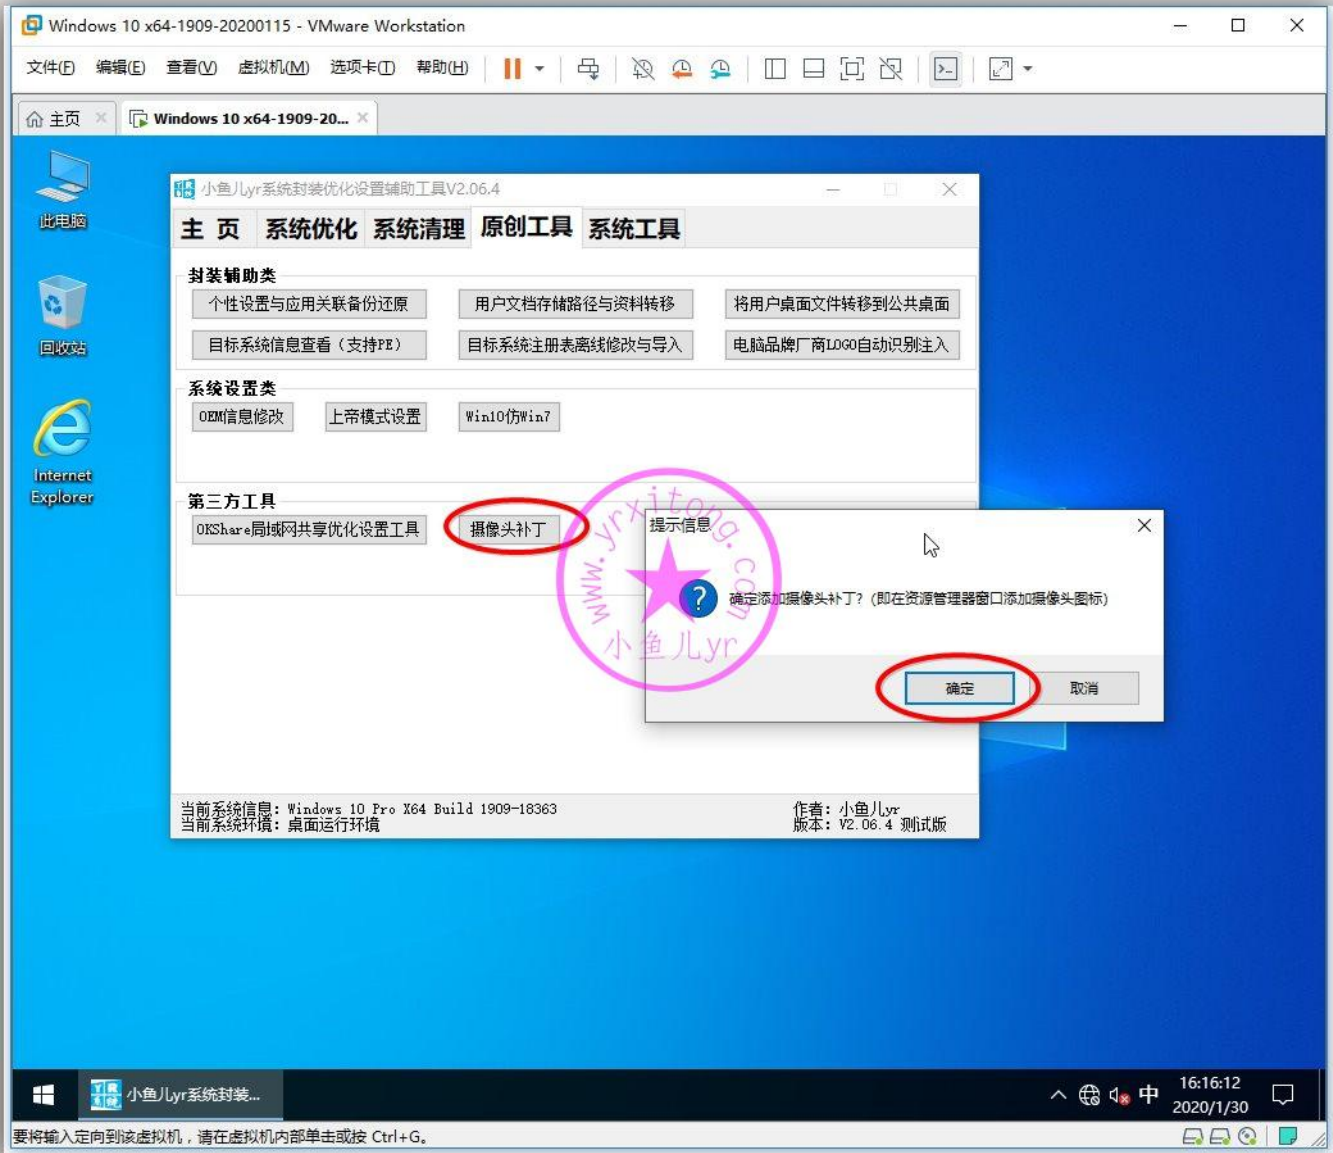 Windows 10 x64-1909-20200115 - VMware Workstation
文件(F) 编辑(E) 查看(V) 虚拟机(M) 选项卡(T) 帮助(H)
主页 Windows 10 x64-1909-20...
此电脑
回收站
Internet
Explorer
小鱼儿yr系统封装优化设置辅助工具V2.06.4
主 页 系统优化 系统清理 原创工具 系统工具
封装辅助类
个性设置与应用关联备份还原 用户文档存储路径与资料转移 将用户桌面文件转移到公共桌面
目标系统信息查看（支持PE） 目标系统注册表离线修改与导入 电脑品牌厂商LOGO自动识别注入
系统设置类
OEM信息修改 上帝模式设置 Win10仿Win7
第三方工具
OKShare局域网共享优化设置工具 摄像头补丁
www.yrxitong.com
小鱼儿yr
提示信息
确定添加摄像头补丁？（即在资源管理器窗口添加摄像头图标）
确定 取消
当前系统信息：Windows 10 Pro X64 Build 1909-18363
当前系统环境：桌面运行环境
作者：小鱼儿yr
版本：V2.06.4 测试版
小鱼儿yr系统封装...
中
16:16:12
2020/1/30
要将输入定向到该虚拟机，请在虚拟机内部单击或按 Ctrl+G。